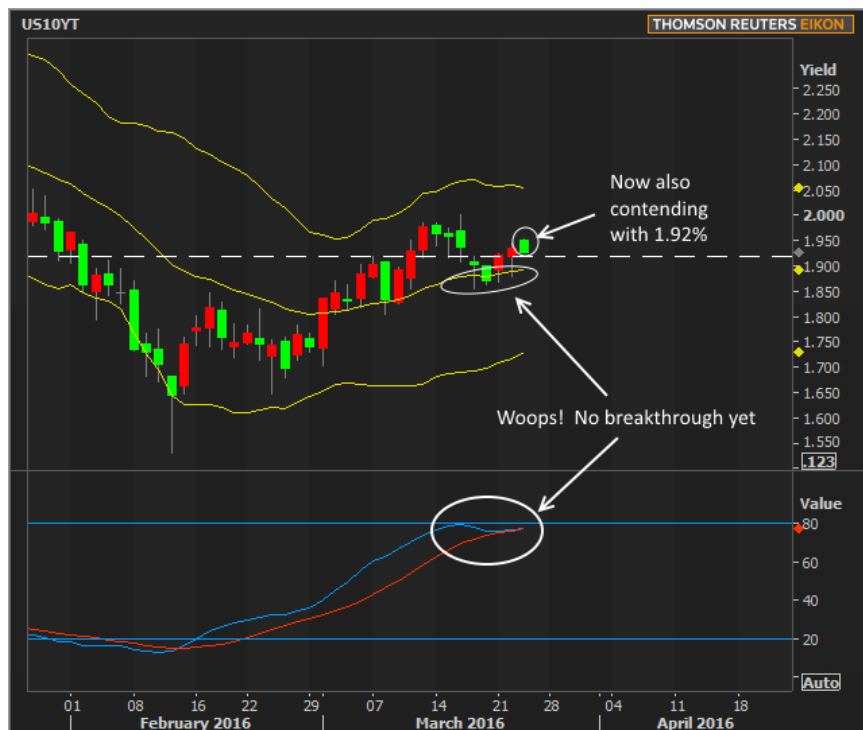 US10YT
THOMSON REUTERS EIKON
Yield
2.250
2.200
2.150
2.100
2.050
2.000
1.950
1.900
1.850
1.800
1.750
1.700
1.650
1.600
1.550
.123
Now also
contending
with 1.92%
Woops! No breakthrough yet
Value
80
60
40
20
Auto
01 08 16 22 29 07 14 21 28 04 11 18
February 2016 March 2016 April 2016